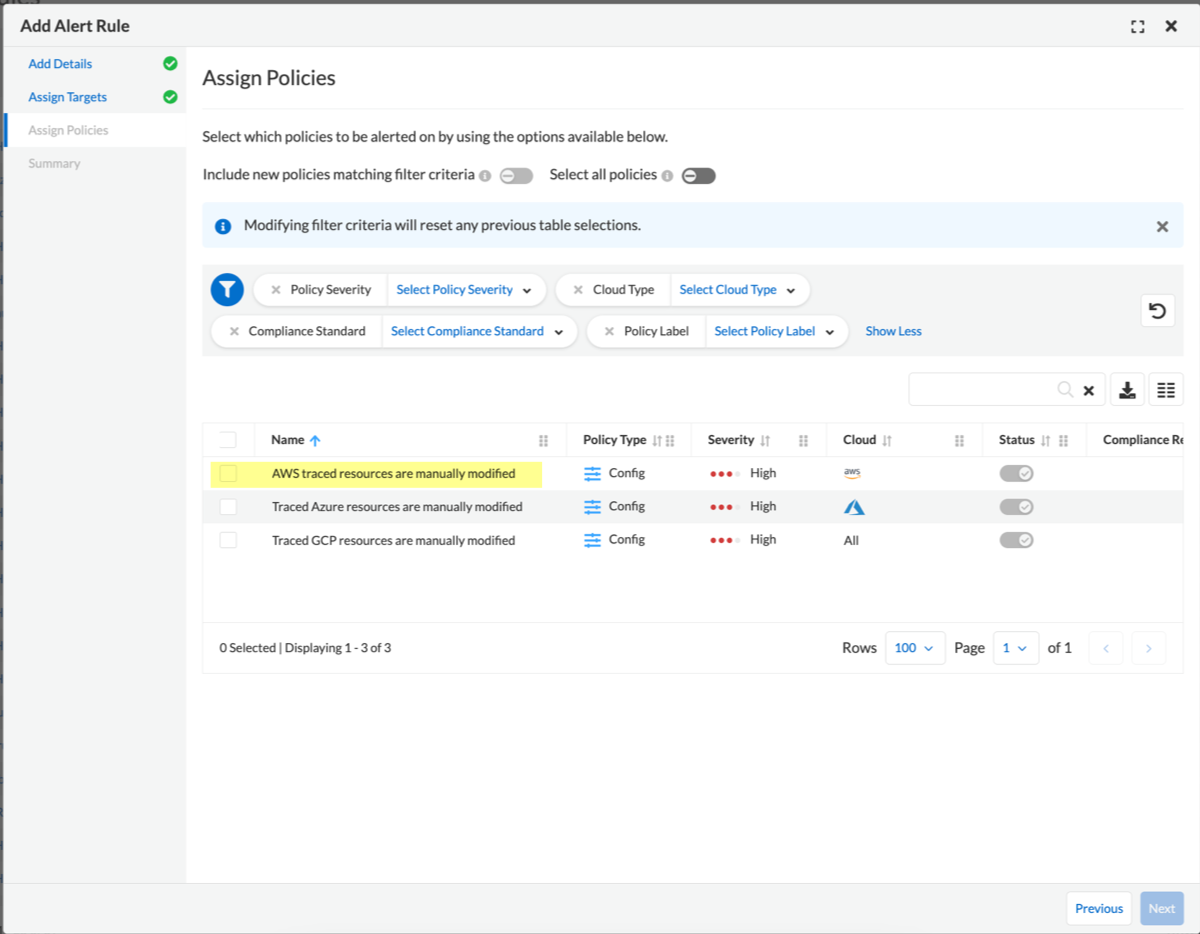 Add Alert Rule
Add Details
Assign Targets
Assign Policies
Summary
Assign Policies
Select which policies to be alerted on by using the options available below.
Include new policies matching filter criteria Select all policies
Modifying filter criteria will reset any previous table selections.
Policy Severity Select Policy Severity Cloud Type Select Cloud Type
Compliance Standard Select Compliance Standard Policy Label Select Policy Label Show Less
Name Policy Type Severity Cloud Status Compliance Re
AWS traced resources are manually modified Config High aws
Traced Azure resources are manually modified Config High
Traced GCP resources are manually modified Config High All
0 Selected | Displaying 1 - 3 of 3 Rows 100 Page 1 of 1
Previous Next